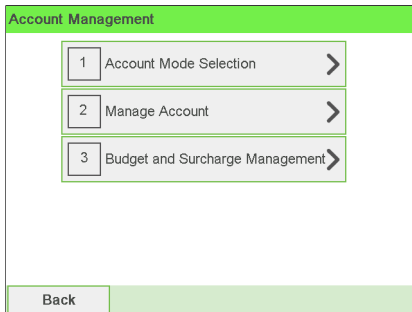 Account Management
1 Account Mode Selection
2 Manage Account
3 Budget and Surcharge Management
Back